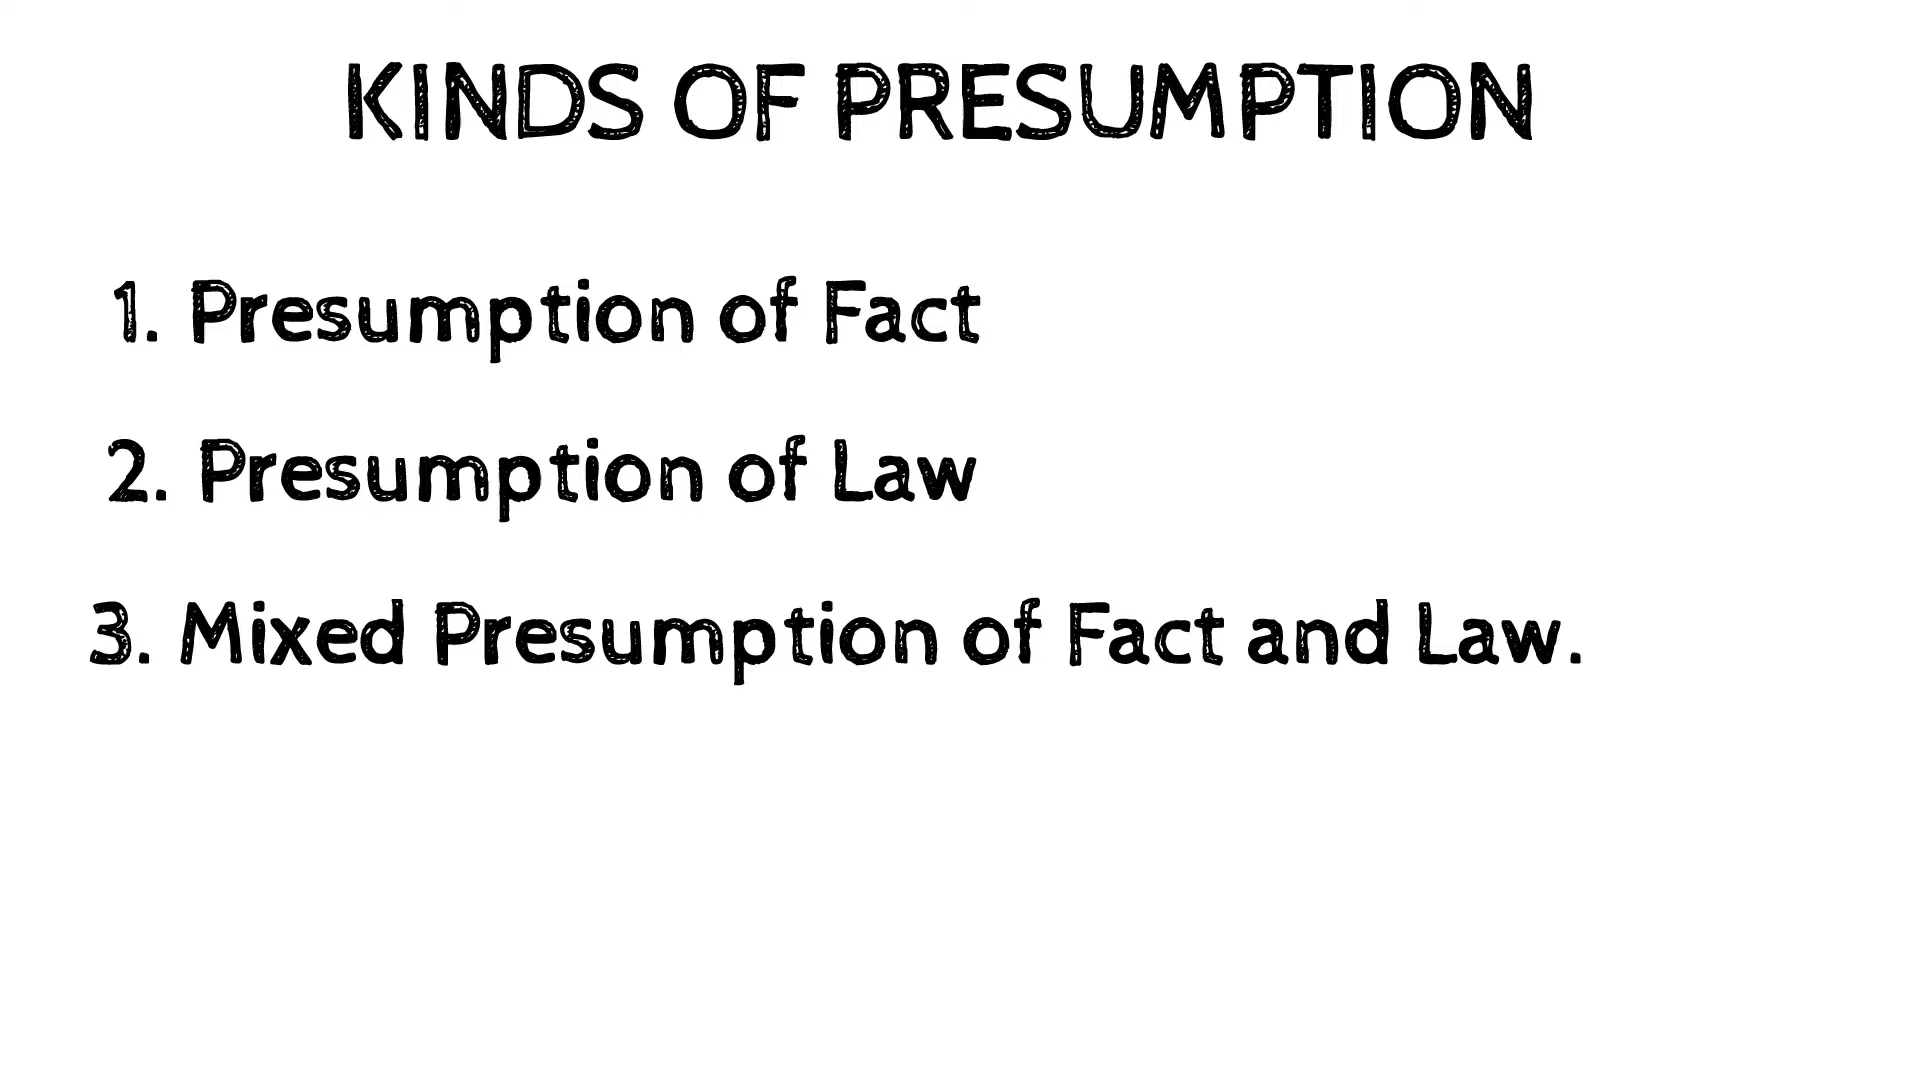 KINDS OF PRESUMPTION
1. Presumption of Fact
2. Presumption of Law
3. Mixed Presumption of Fact and Law.